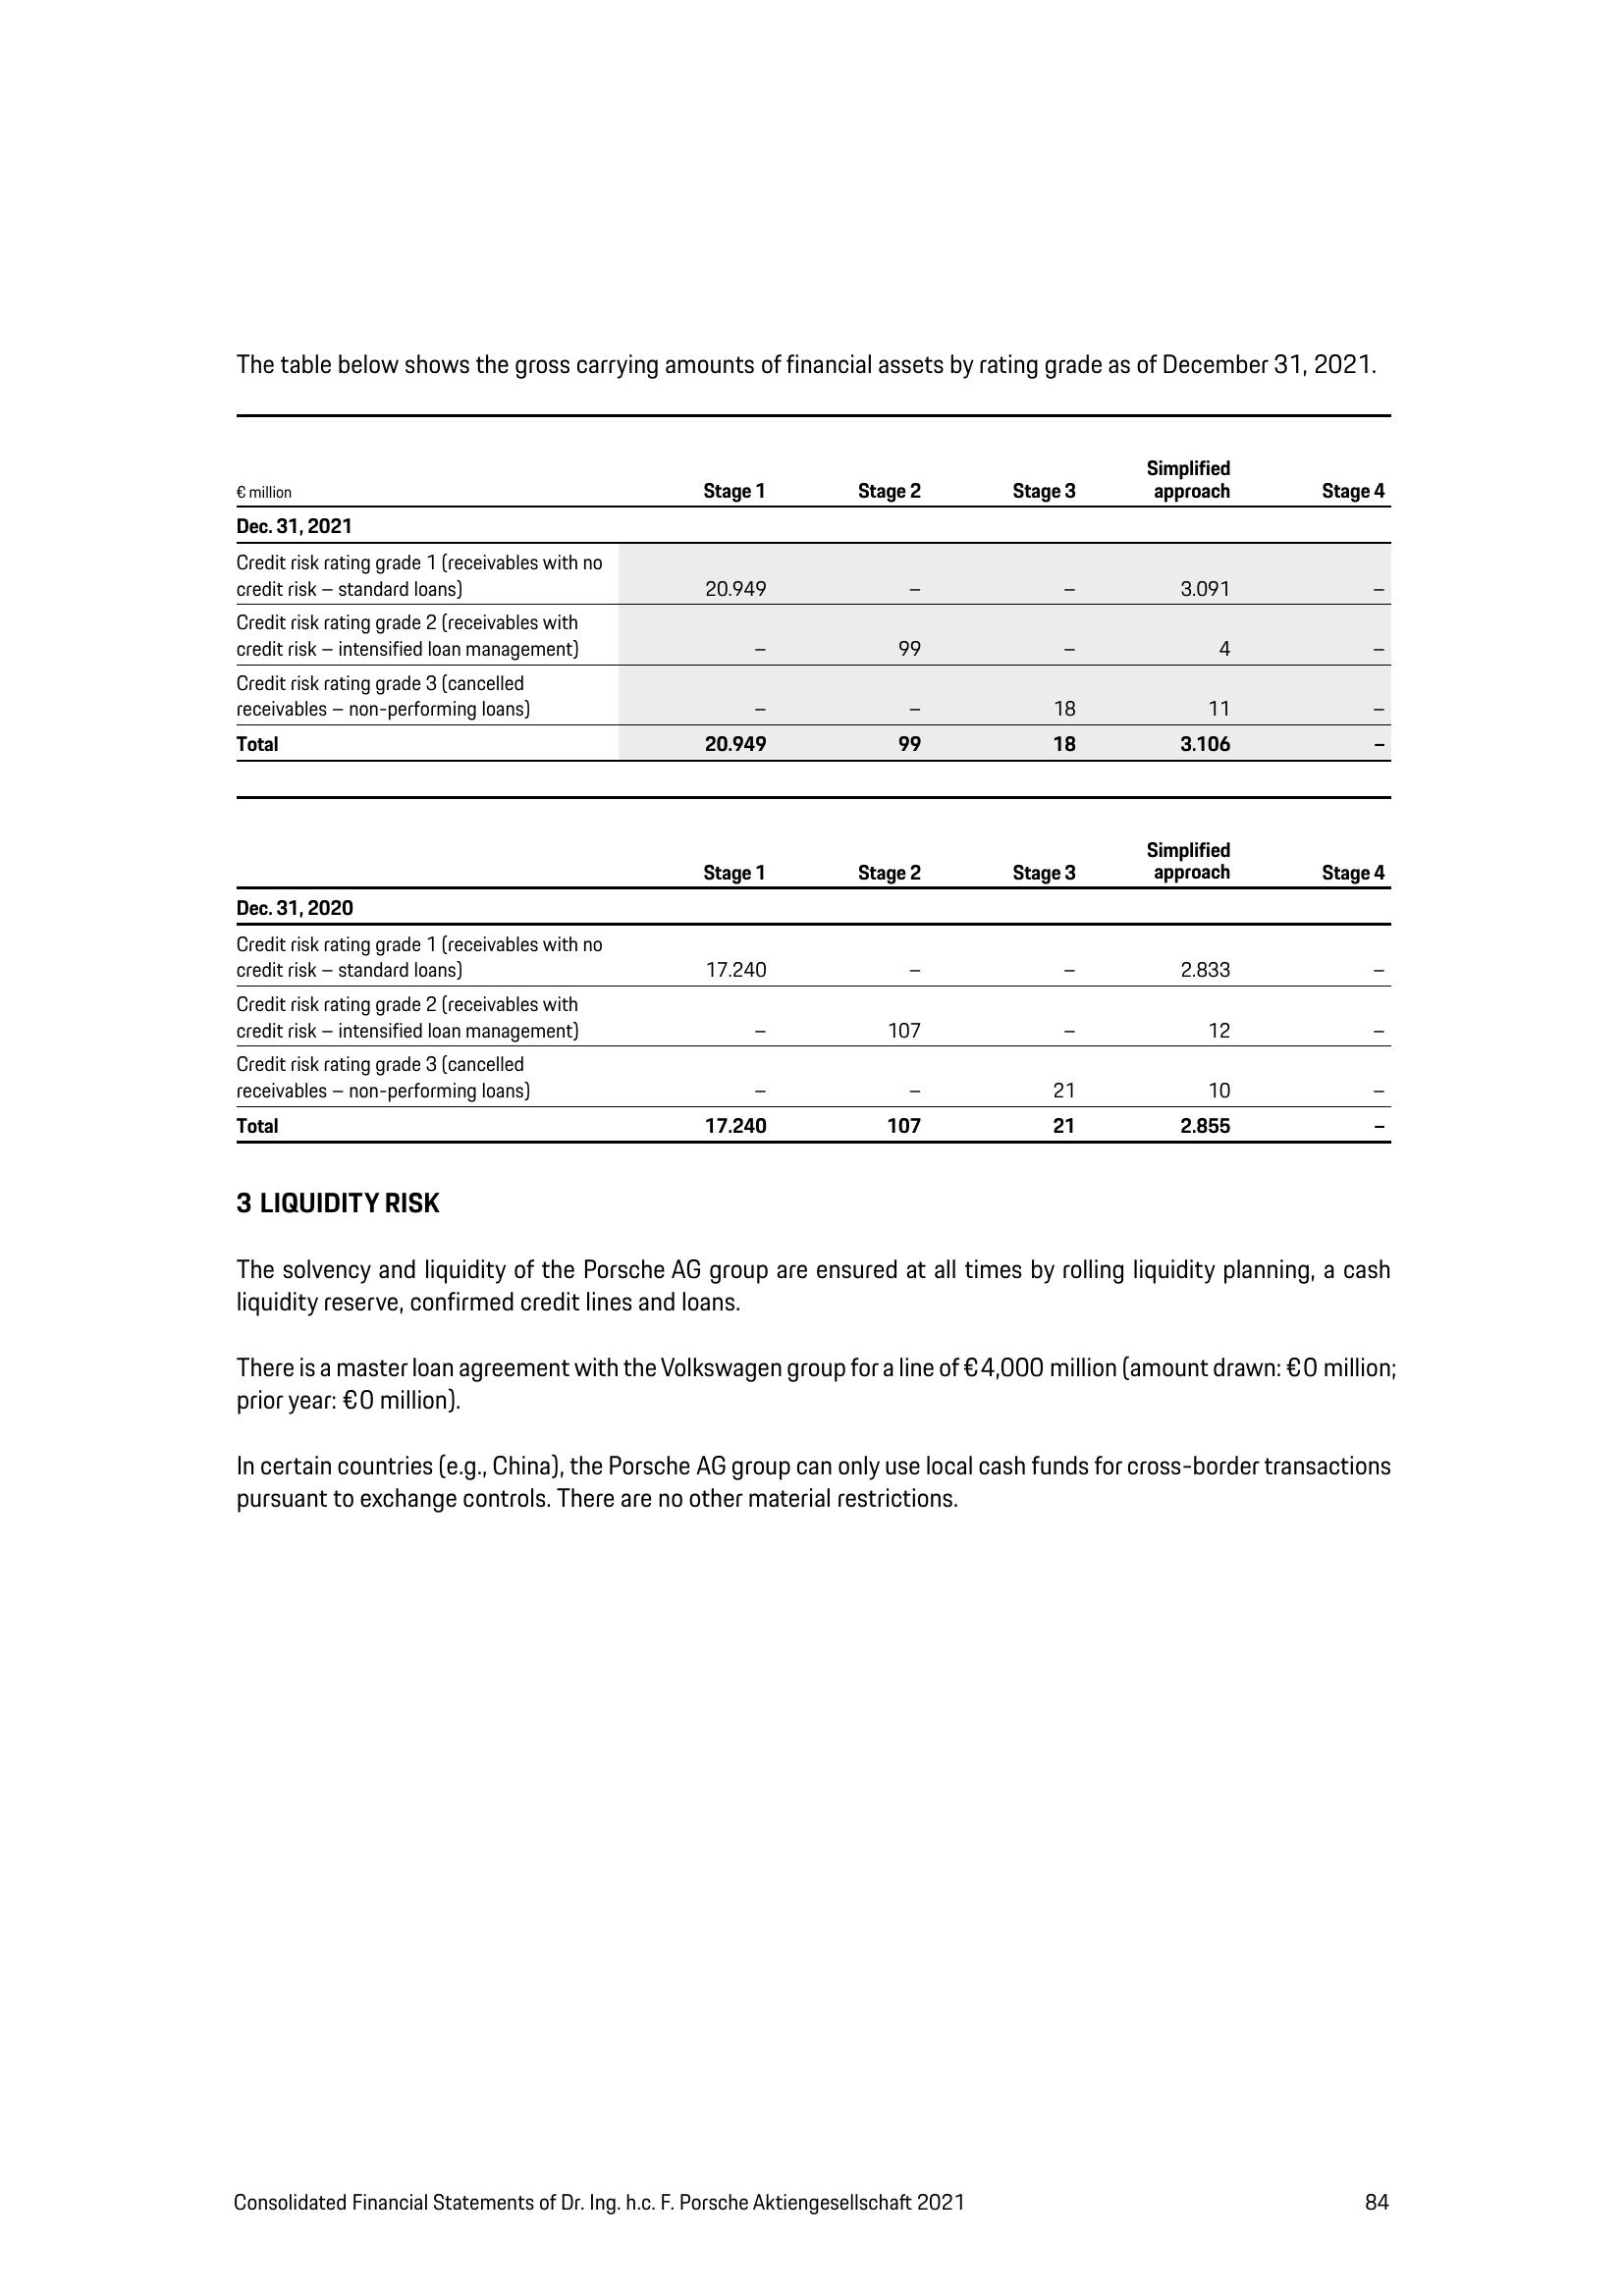 The table below shows the gross carrying amounts of financial assets by rating grade as of December 31, 2021.
€ million Stage 1 Stage 2 Stage 3 Simplified approach Stage 4
Dec. 31, 2021
Credit risk rating grade 1 (receivables with no
credit risk – standard loans) 20.949 – – 3.091 –
Credit risk rating grade 2 (receivables with
credit risk – intensified loan management) – 99 – 4 –
Credit risk rating grade 3 (cancelled
receivables – non-performing loans) – – 18 11 –
Total 20.949 99 18 3.106 –
Stage 1 Stage 2 Stage 3 Simplified approach Stage 4
Dec. 31, 2020
Credit risk rating grade 1 (receivables with no
credit risk – standard loans) 17.240 – – 2.833 –
Credit risk rating grade 2 (receivables with
credit risk – intensified loan management) – 107 – 12 –
Credit risk rating grade 3 (cancelled
receivables – non-performing loans) – – 21 10 –
Total 17.240 107 21 2.855 –
3 LIQUIDITY RISK
The solvency and liquidity of the Porsche AG group are ensured at all times by rolling liquidity planning, a cash
liquidity reserve, confirmed credit lines and loans.
There is a master loan agreement with the Volkswagen group for a line of €4,000 million (amount drawn: €0 million;
prior year: €0 million).
In certain countries (e.g., China), the Porsche AG group can only use local cash funds for cross-border transactions
pursuant to exchange controls. There are no other material restrictions.
Consolidated Financial Statements of Dr. Ing. h.c. F. Porsche Aktiengesellschaft 2021 84